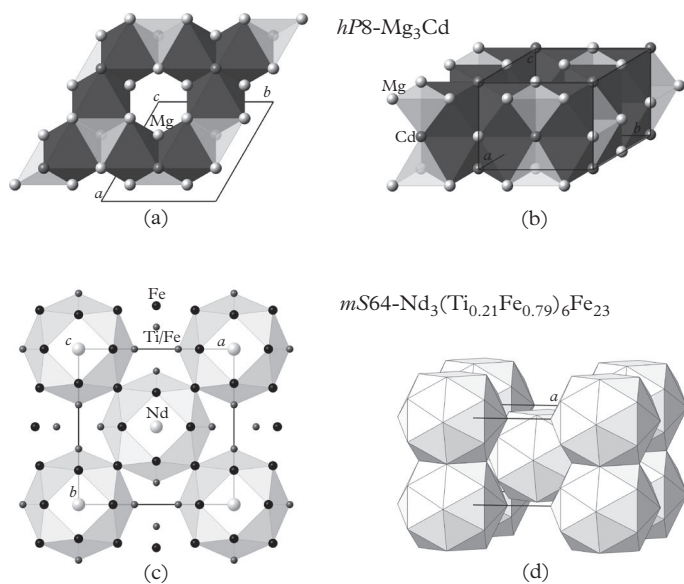 hP8-Mg₃Cd
c
b
Mg
a
(a)
c
Mg
Cd
b
a
(b)
mS64-Nd₃(Ti₀.₂₁Fe₀.₇₉)₆Fe₂₃
Fe
Ti/Fe
c
a
Nd
b
(c)
a
(d)